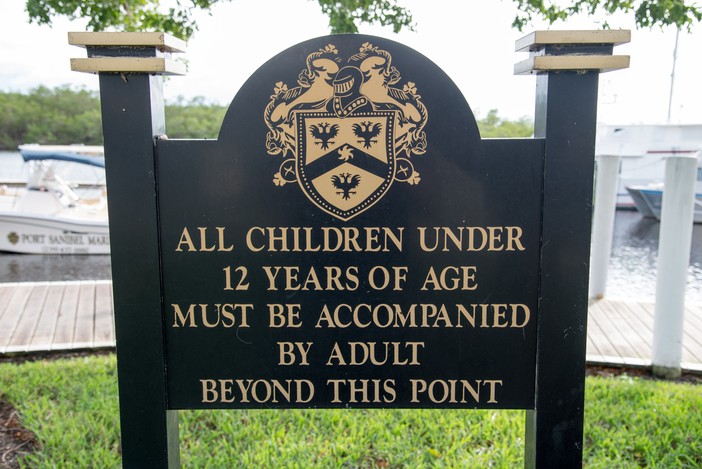 ALL CHILDREN UNDER
12 YEARS OF AGE
MUST BE ACCOMPANIED
BY ADULT
BEYOND THIS POINT
PORT SANIBEL